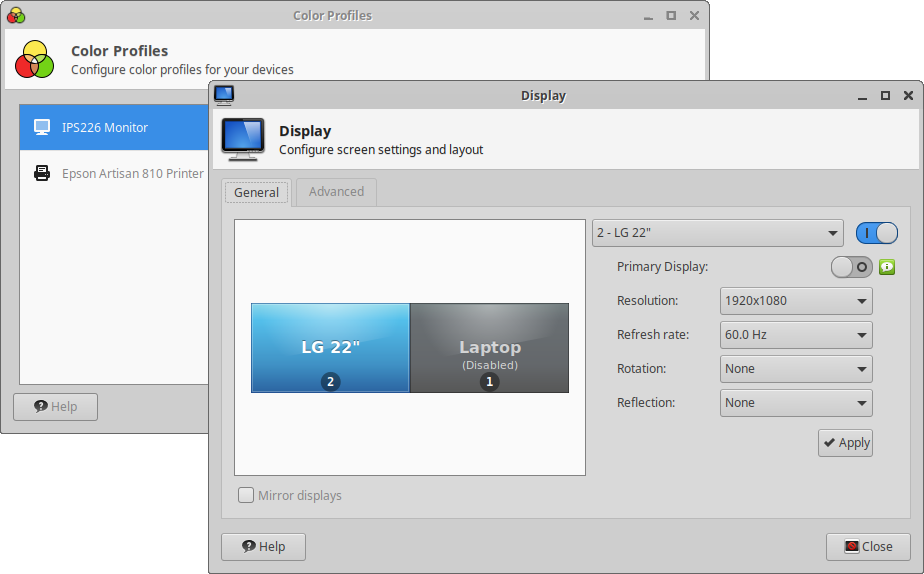 Color Profiles
Color Profiles
Configure color profiles for your devices
IPS226 Monitor
Epson Artisan 810 Printer
Help
Display
Display
Configure screen settings and layout
General
Advanced
2 - LG 22"
Primary Display:
Resolution:
1920x1080
Refresh rate:
60.0 Hz
Rotation:
None
Reflection:
None
Apply
LG 22"
2
Laptop
(Disabled)
1
Mirror displays
Help
Close